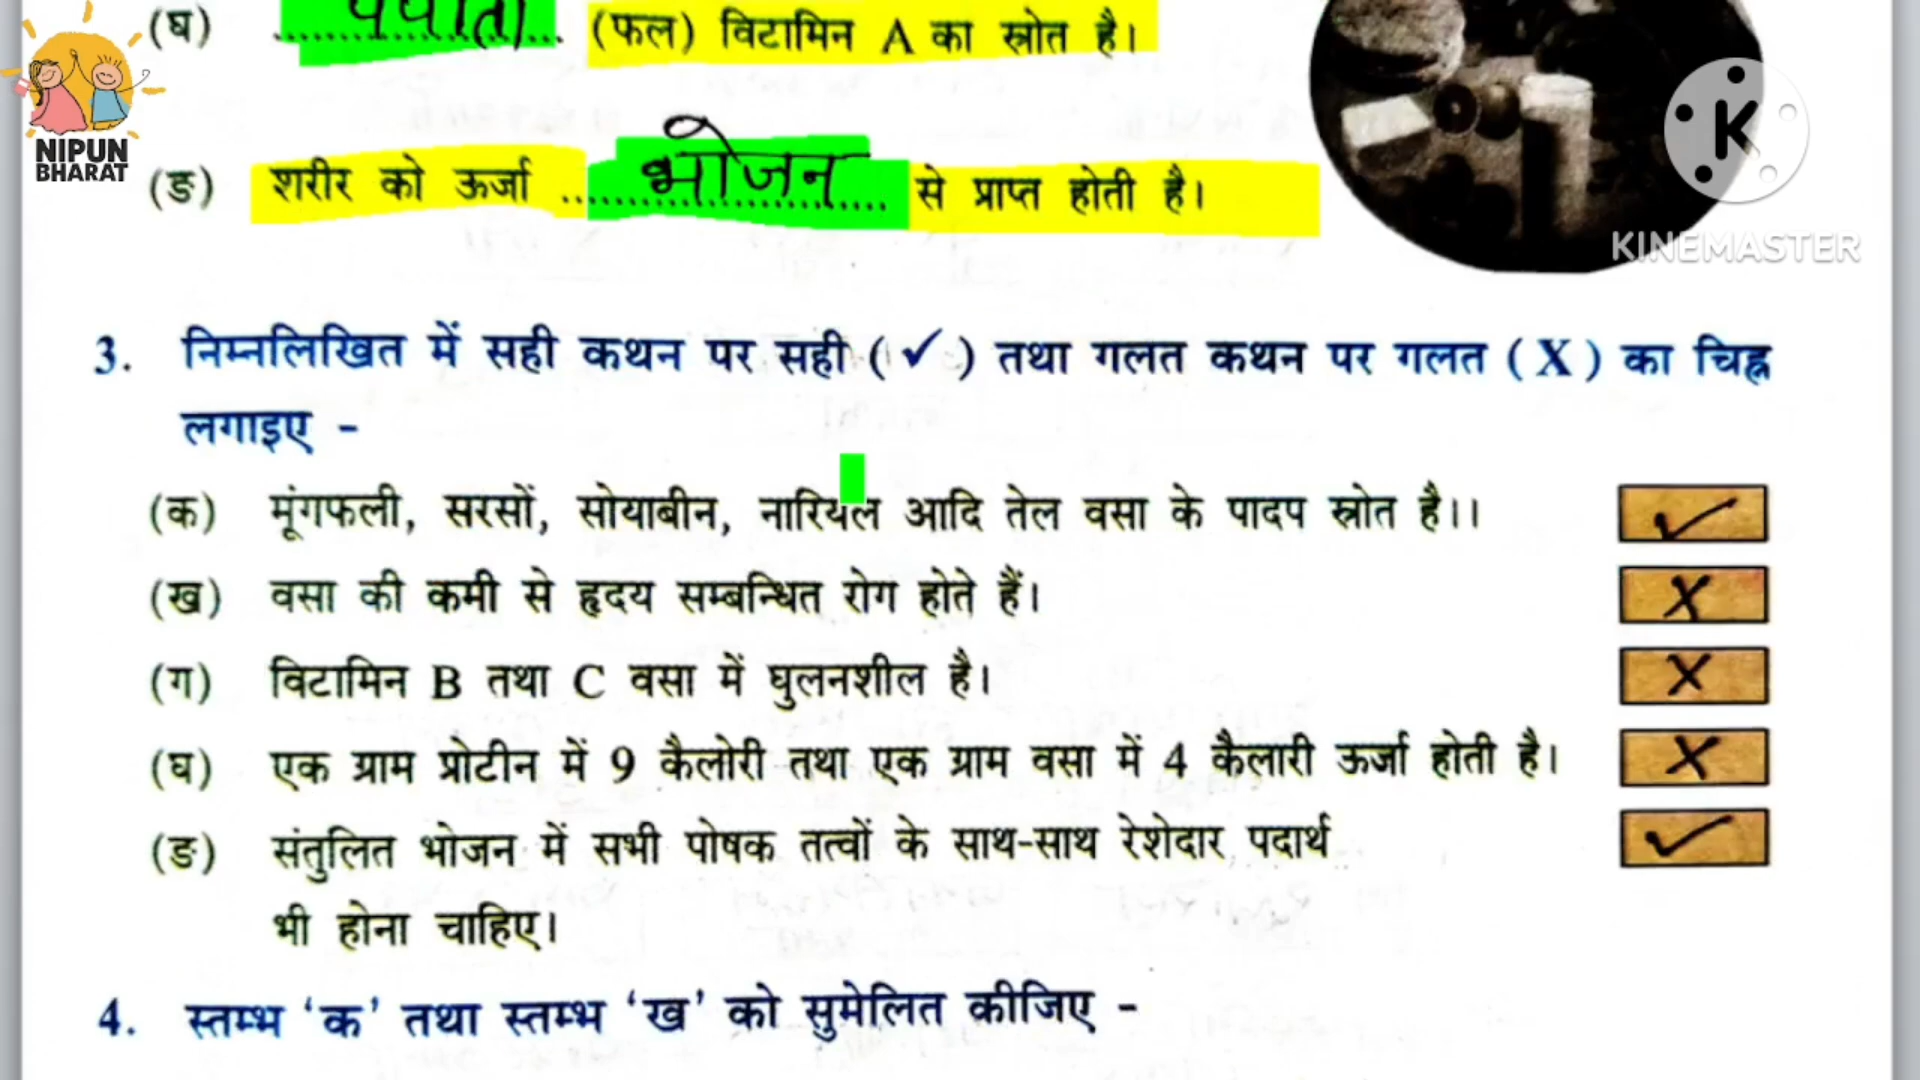 (घ) पपीता (फल) विटामिन A का स्रोत है।
NIPUN
BHARAT
(ङ) शरीर को ऊर्जा ........ भोजन ........ से प्राप्त होती है।
K
KINEMASTER
3. निम्नलिखित में सही कथन पर सही ( ✓ ) तथा गलत कथन पर गलत ( X ) का चिह्न
लगाइए -
(क) मूंगफली, सरसों, सोयाबीन, नारियल आदि तेल वसा के पादप स्रोत है।। ✓
(ख) वसा की कमी से हृदय सम्बन्धित रोग होते हैं। X
(ग) विटामिन B तथा C वसा में घुलनशील है। X
(घ) एक ग्राम प्रोटीन में 9 कैलोरी तथा एक ग्राम वसा में 4 कैलारी ऊर्जा होती है। X
(ङ) संतुलित भोजन में सभी पोषक तत्वों के साथ-साथ रेशेदार पदार्थ ✓
भी होना चाहिए।
4. स्तम्भ ‘क’ तथा स्तम्भ ‘ख’ को सुमेलित कीजिए -